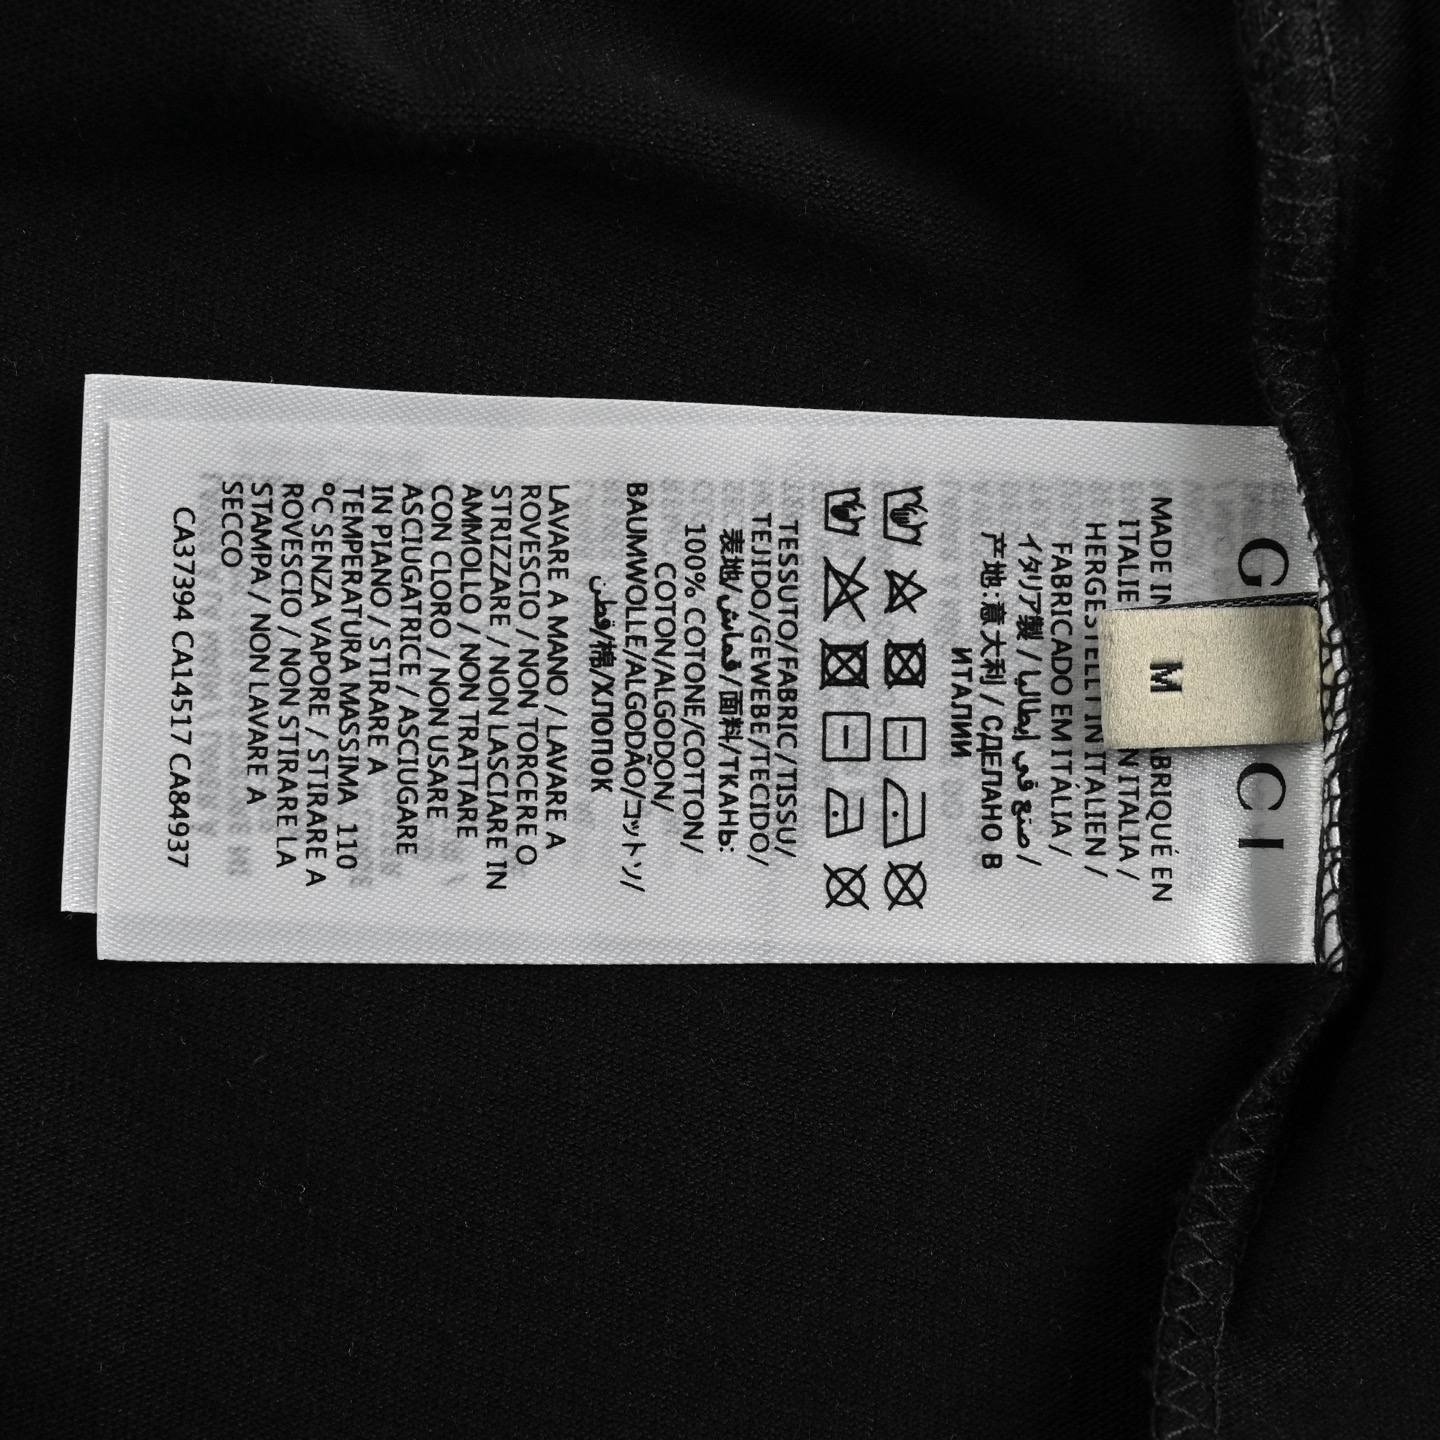 G CI
M
MADE IN BRIQUÉ EN
ITALIE N ITALIA /
HERGESTELLT IN ITALIEN /
FABRICADO EM ITÁLIA /
イタリア製 / صنع في إيطاليا /
产地:意大利 / СДЕЛАНО В
ИТАЛИИ
TESSUTO/FABRIC/TISSU/
TEJIDO/GEWEBE/TECIDO/
表地/قماش/面料/ТКАНЬ:
100% COTONE/COTTON/
COTON/ALGODON/
BAUMWOLLE/ALGODÃO/コットン/
قطن/棉/ХЛОПОК
LAVARE A MANO / LAVARE A
ROVESCIO / NON TORCERE O
STRIZZARE / NON LASCIARE IN
AMMOLLO / NON TRATTARE
CON CLORO / NON USARE
ASCIUGATRICE / ASCIUGARE
IN PIANO / STIRARE A
TEMPERATURA MASSIMA 110
°C SENZA VAPORE / STIRARE A
ROVESCIO / NON STIRARE LA
STAMPA / NON LAVARE A
SECCO
CA37394 CA14517 CA84937